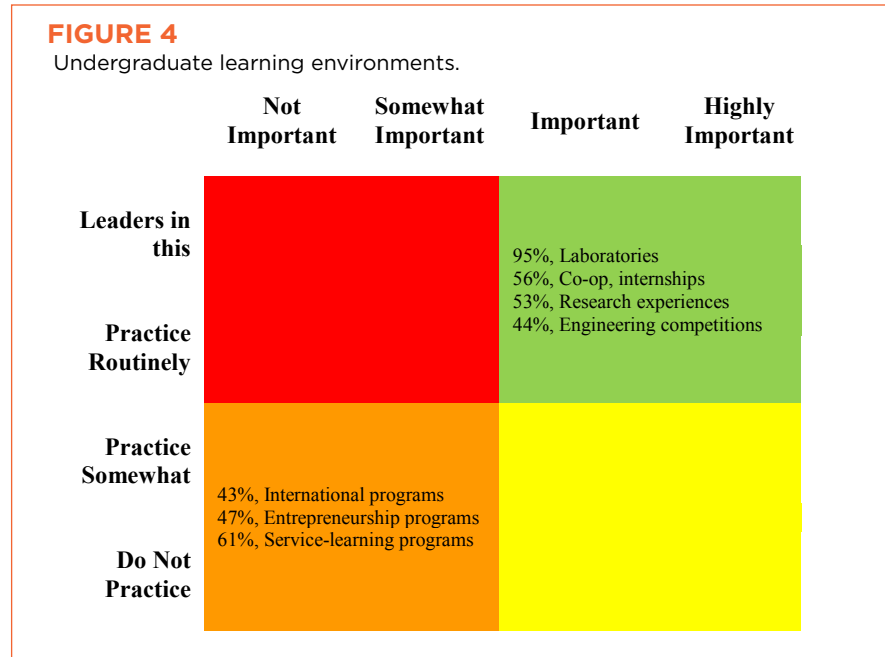 FIGURE 4
Undergraduate learning environments.
Not
Important
Somewhat
Important
Important
Highly
Important
Leaders in
this
95%, Laboratories
56%, Co-op, internships
53%, Research experiences
44%, Engineering competitions
Practice
Routinely
Practice
Somewhat
43%, International programs
47%, Entrepreneurship programs
61%, Service-learning programs
Do Not
Practice